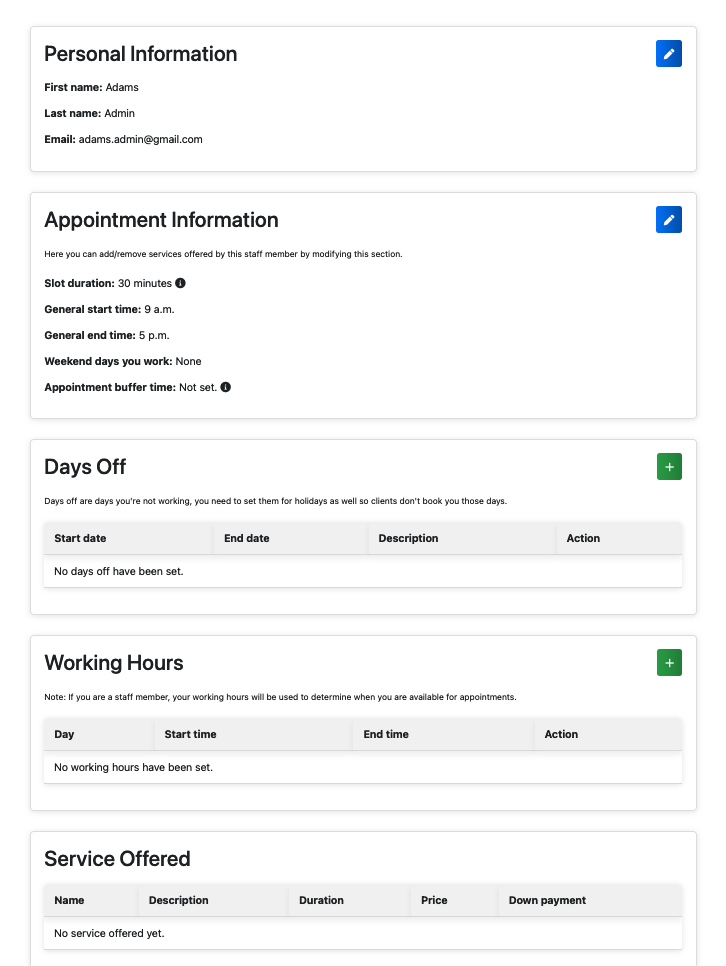 Personal Information
First name: Adams
Last name: Admin
Email: adams.admin@gmail.com
Appointment Information
Here you can add/remove services offered by this staff member by modifying this section.
Slot duration: 30 minutes
General start time: 9 a.m.
General end time: 5 p.m.
Weekend days you work: None
Appointment buffer time: Not set.
Days Off
Days off are days you're not working, you need to set them for holidays as well so clients don't book you those days.
Start date End date Description Action
No days off have been set.
Working Hours
Note: If you are a staff member, your working hours will be used to determine when you are available for appointments.
Day Start time End time Action
No working hours have been set.
Service Offered
Name Description Duration Price Down payment
No service offered yet.